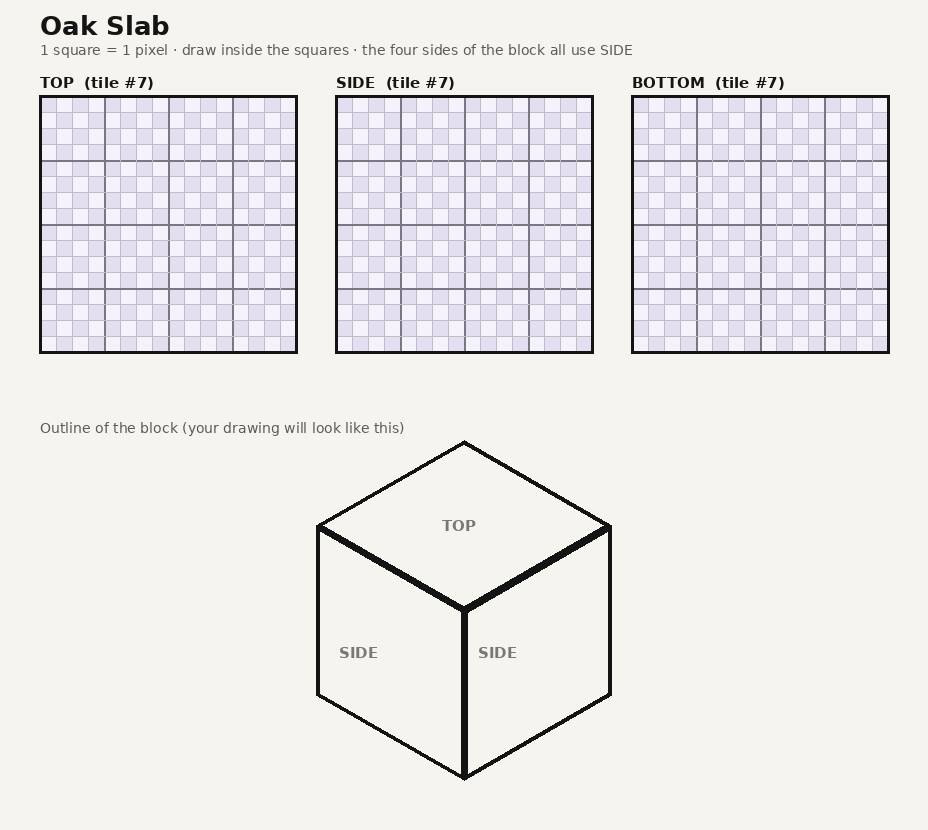 Oak Slab
1 square = 1 pixel · draw inside the squares · the four sides of the block all use SIDE
TOP (tile #7)
SIDE (tile #7)
BOTTOM (tile #7)
Outline of the block (your drawing will look like this)
TOP
SIDE
SIDE